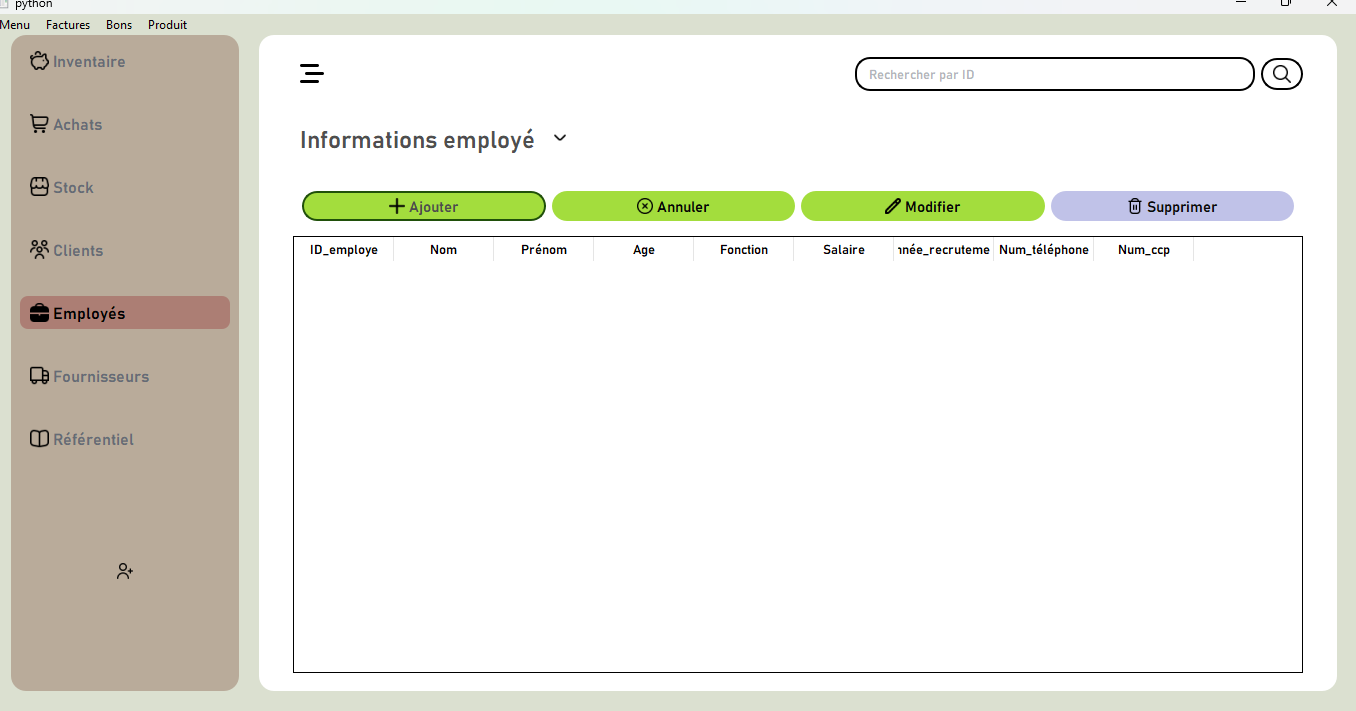 python
Menu Factures Bons Produit
Inventaire
Achats
Stock
Clients
Employés
Fournisseurs
Référentiel
Rechercher par ID
Informations employé
Ajouter Annuler Modifier Supprimer
ID_employe Nom Prénom Age Fonction Salaire nnée_recruteme Num_téléphone Num_ccp